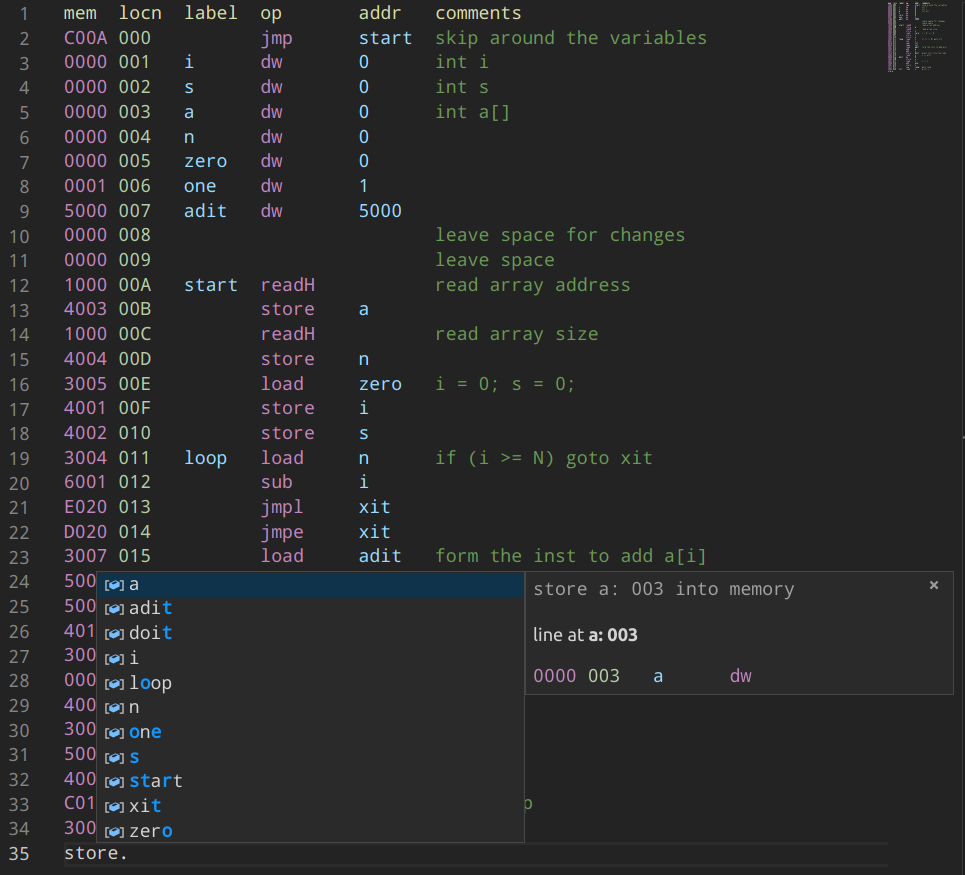 1 mem locn label op addr comments
2 C00A 000 jmp start skip around the variables
3 0000 001 i dw 0 int i
4 0000 002 s dw 0 int s
5 0000 003 a dw 0 int a[]
6 0000 004 n dw 0
7 0000 005 zero dw 0
8 0001 006 one dw 1
9 5000 007 adit dw 5000
10 0000 008 leave space for changes
11 0000 009 leave space
12 1000 00A start readH read array address
13 4003 00B store a
14 1000 00C readH read array size
15 4004 00D store n
16 3005 00E load zero i = 0; s = 0;
17 4001 00F store i
18 4002 010 store s
19 3004 011 loop load n if (i >= N) goto xit
20 6001 012 sub i
21 E020 013 jmpl xit
22 D020 014 jmpe xit
23 3007 015 load adit form the inst to add a[i]
24 500 a store a: 003 into memory ×
25 500 adit
26 401 doit line at a: 003
27 300 i
28 000 loop 0000 003 a dw
29 400 n
30 300 one
31 500 s
32 400 start
33 C01 xit p
34 300 zero
35 store.